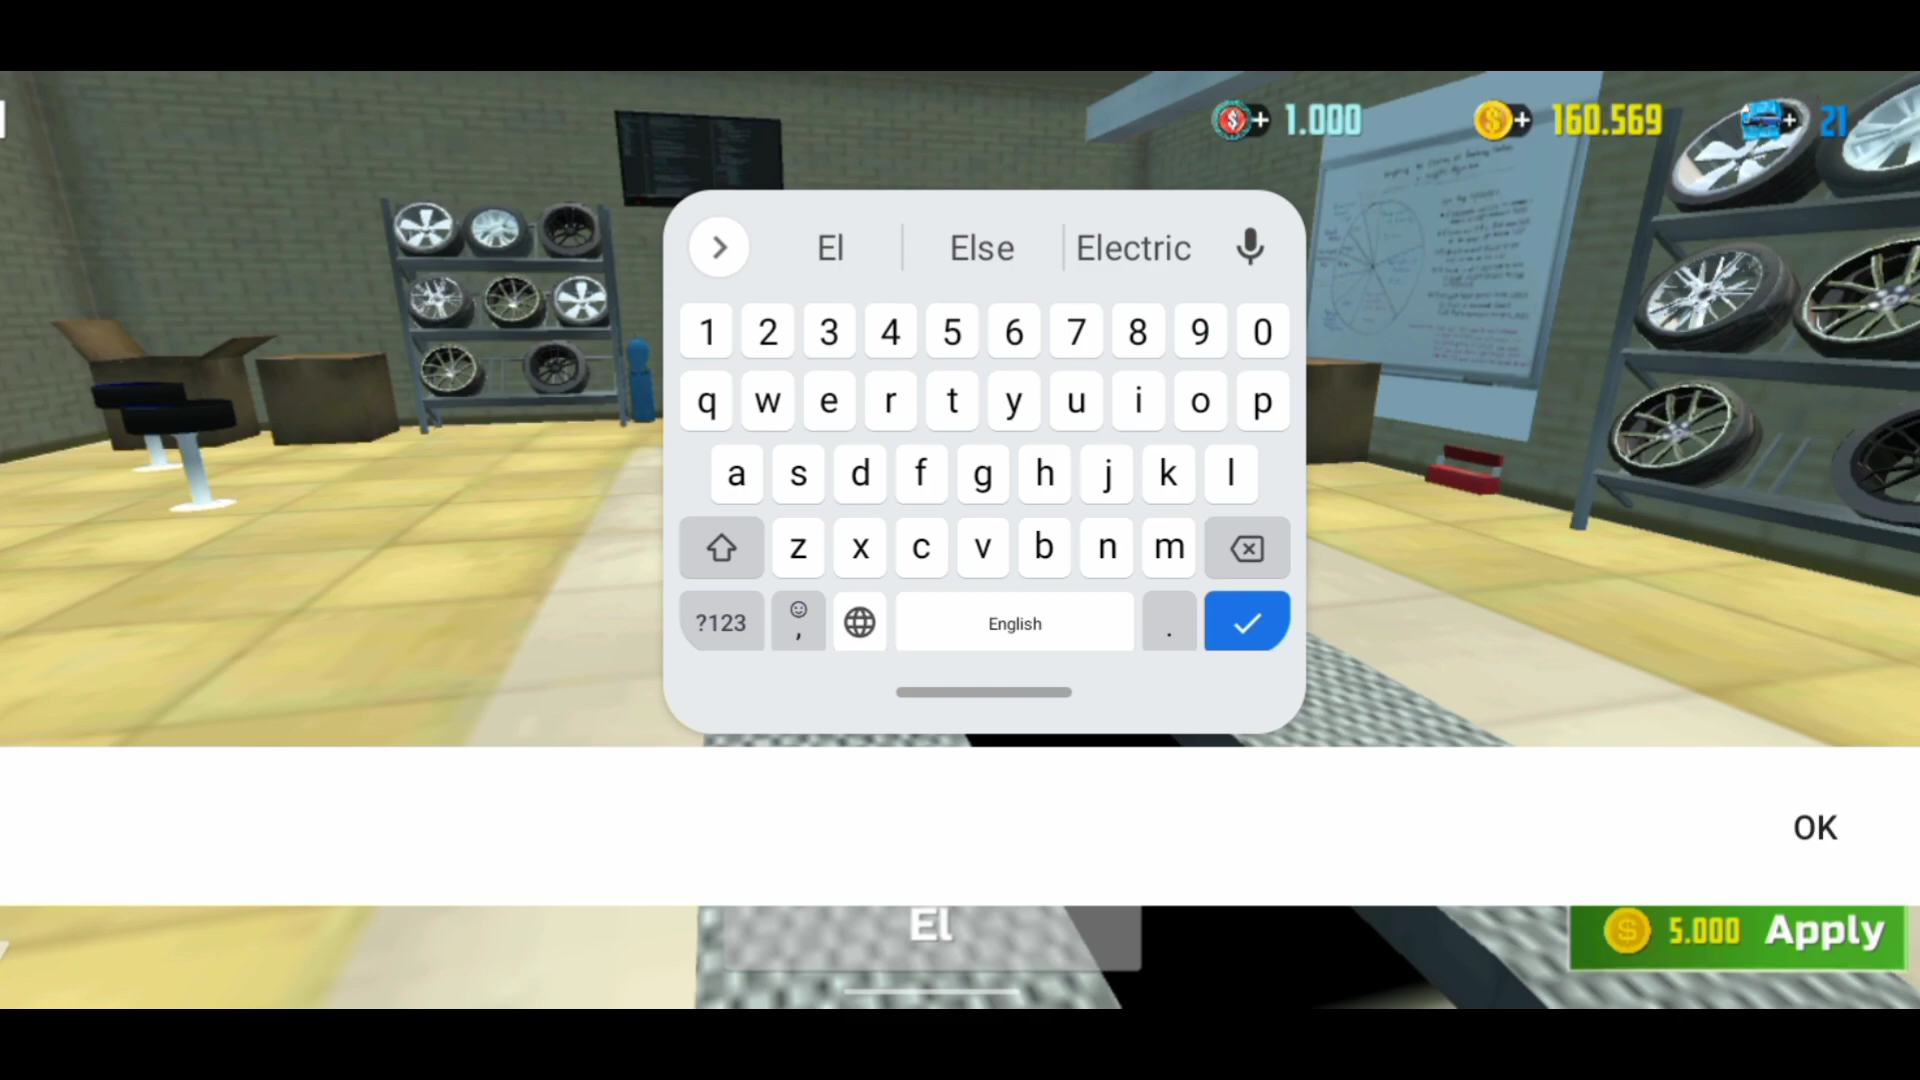 1.000
160.569
21
El
Else
Electric
1 2 3 4 5 6 7 8 9 0
q w e r t y u i o p
a s d f g h j k l
z x c v b n m
?123
,
English
.
OK
El
5.000 Apply